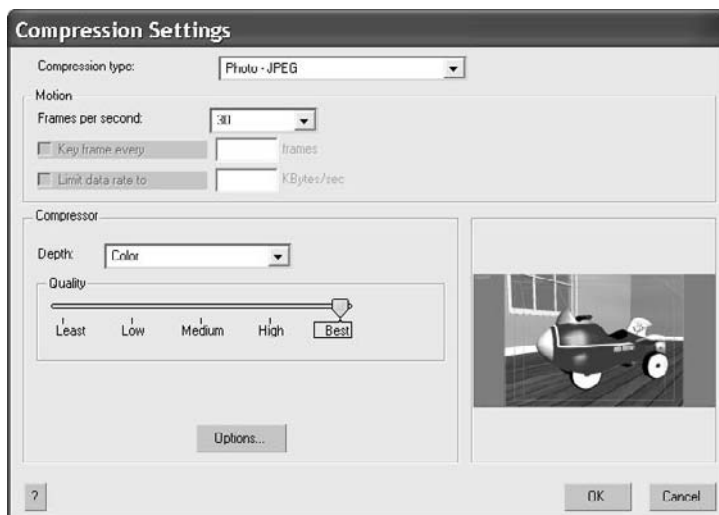 Compression Settings
Compression type: Photo - JPEG
Motion
Frames per second: 30
Key frame every frames
Limit data rate to KBytes/sec
Compressor
Depth: Color
Quality
Least Low Medium High Best
Options...
? OK Cancel